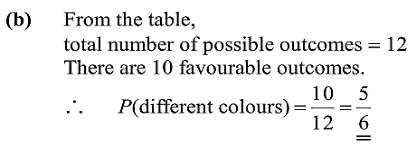 (b) From the table,
total number of possible outcomes = 12
There are 10 favourable outcomes.
∴ P(different colours) = 10/12 = 5/6